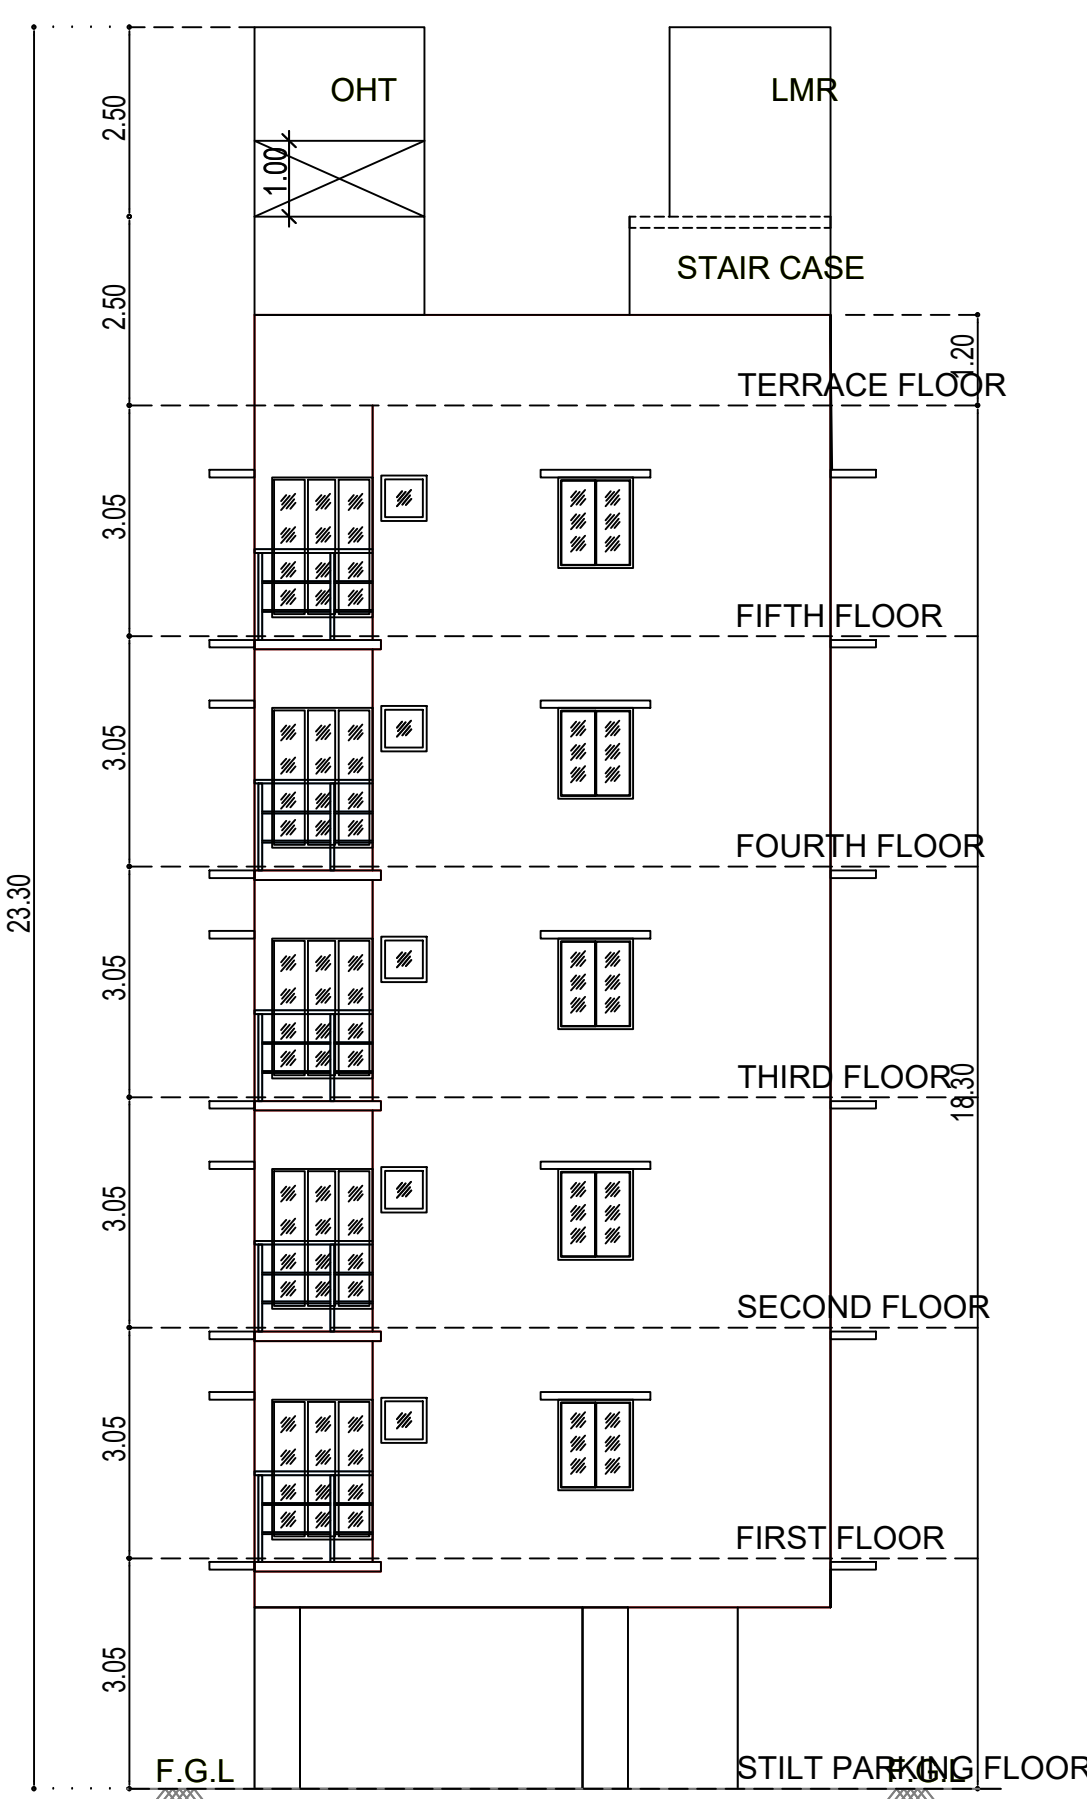 OHT
LMR
2.50
1.00
STAIR CASE
2.50
1.20
TERRACE FLOOR
3.05
FIFTH FLOOR
3.05
FOURTH FLOOR
23.30
3.05
THIRD FLOOR
18.30
3.05
SECOND FLOOR
3.05
FIRST FLOOR
3.05
F.G.L
STILT PARKING FLOOR
F.G.L